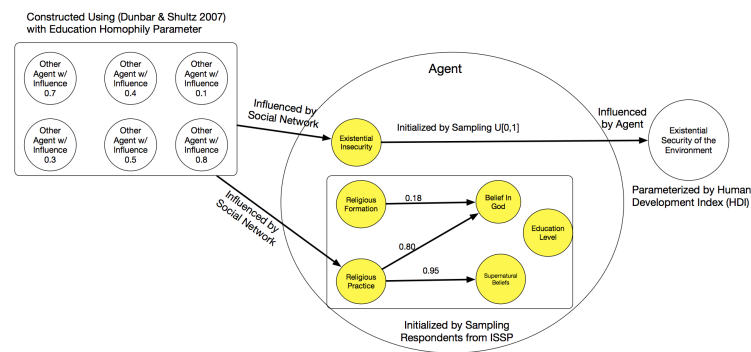 Constructed Using (Dunbar & Shultz 2007)
with Education Homophily Parameter
Other
Agent w/
Influence
0.7
Other
Agent w/
Influence
0.4
Other
Agent w/
Influence
0.1
Other
Agent w/
Influence
0.3
Other
Agent w/
Influence
0.5
Other
Agent w/
Influence
0.8
Influenced by
Social Network
Influenced by
Social Network
Agent
Existential
Insecurity
Initialized by Sampling U[0,1]
Influenced
by Agent
Existential
Security of the
Environment
Parameterized by Human
Development Index (HDI)
Religious
Formation
0.18
Belief In
God
Education
Level
0.80
Religious
Practice
0.95
Supernatural
Beliefs
Initialized by Sampling
Respondents from ISSP